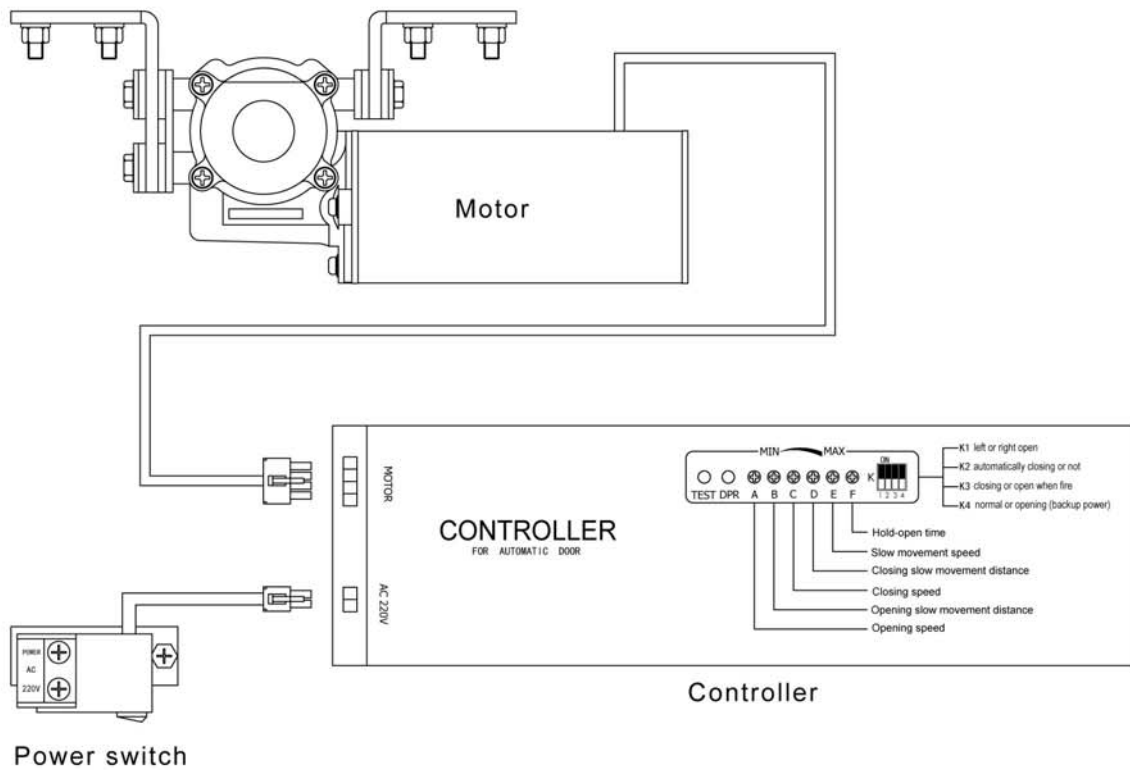 Motor
MOTOR
MIN MAX
ON
K
1 2 3 4
TEST DPR A B C D E F
K1 left or right open
K2 automatically closing or not
K3 closing or open when fire
K4 normal or opening (backup power)
CONTROLLER
FOR AUTOMATIC DOOR
Hold-open time
Slow movement speed
Closing slow movement distance
Closing speed
Opening slow movement distance
Opening speed
AC 220V
POWER
AC
220V
Controller
Power switch